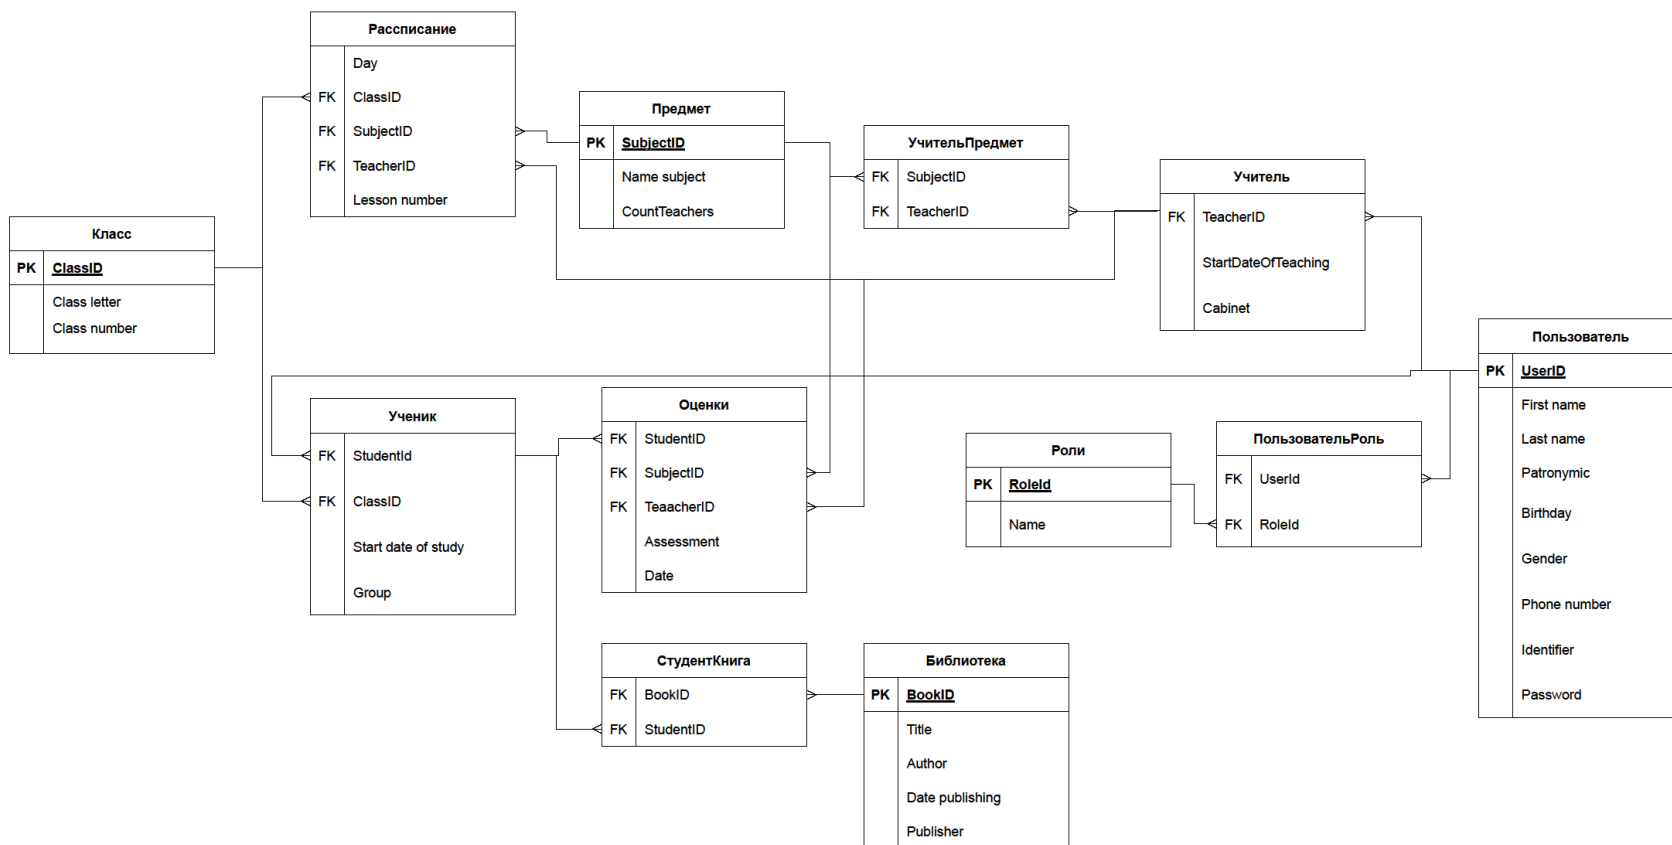 Рассписание
Day
FK ClassID
FK SubjectID
FK TeacherID
Lesson number
Предмет
PK SubjectID
Name subject
CountTeachers
УчительПредмет
FK SubjectID
FK TeacherID
Учитель
FK TeacherID
StartDateOfTeaching
Cabinet
Класс
PK ClassID
Class letter
Class number
Пользователь
PK UserID
First name
Last name
Patronymic
Birthday
Gender
Phone number
Identifier
Password
Ученик
FK StudentId
FK ClassID
Start date of study
Group
Оценки
FK StudentID
FK SubjectID
FK TeaacherID
Assessment
Date
Роли
PK RoleId
Name
ПользовательРоль
FK UserId
FK RoleId
СтудентКнига
FK BookID
FK StudentID
Библиотека
PK BookID
Title
Author
Date publishing
Publisher